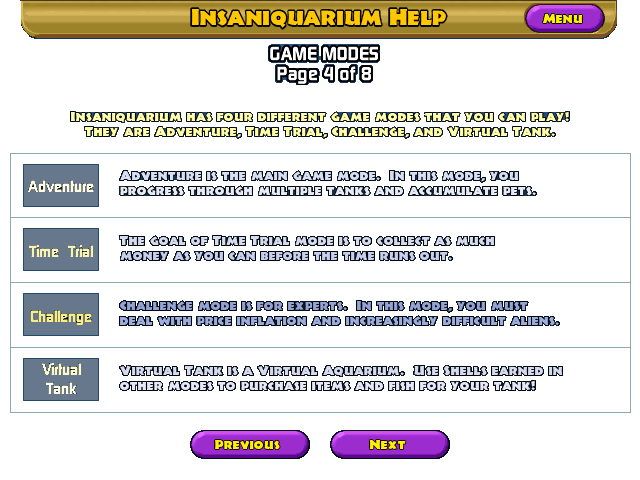 Insaniquarium Help
Menu
GAME MODES
Page 4 of 8
Insaniquarium has four different game modes that you can play!
They are Adventure, Time Trial, Challenge, and Virtual Tank.
Adventure
Adventure is the main game mode. In this mode, you
progress through multiple tanks and accumulate pets.
Time Trial
The goal of Time Trial mode is to collect as much
money as you can before the time runs out.
Challenge
Challenge mode is for experts. In this mode, you must
deal with price inflation and increasingly difficult aliens.
Virtual
Tank
Virtual Tank is a Virtual Aquarium. Use Shells earned in
other modes to purchase items and fish for your tank!
Previous
Next